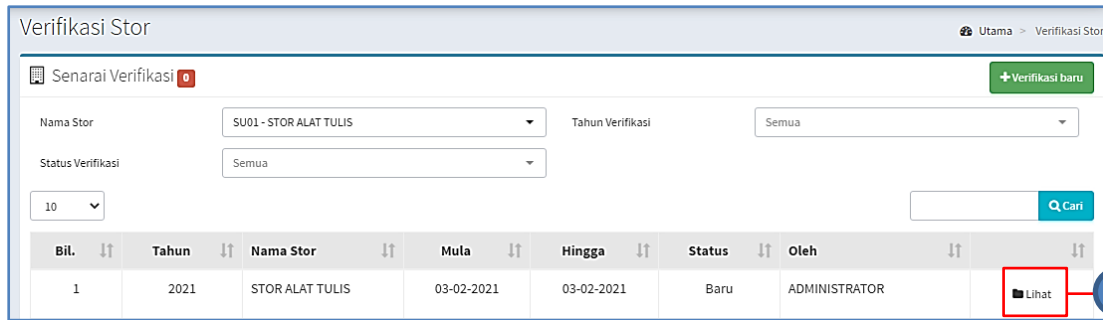 Verifikasi Stor
Utama > Verifikasi Stor
Senarai Verifikasi 0
+Verifikasi baru
Nama Stor SU01 - STOR ALAT TULIS Tahun Verifikasi Semua
Status Verifikasi Semua
10 Cari
Bil. Tahun Nama Stor Mula Hingga Status Oleh
1 2021 STOR ALAT TULIS 03-02-2021 03-02-2021 Baru ADMINISTRATOR Lihat